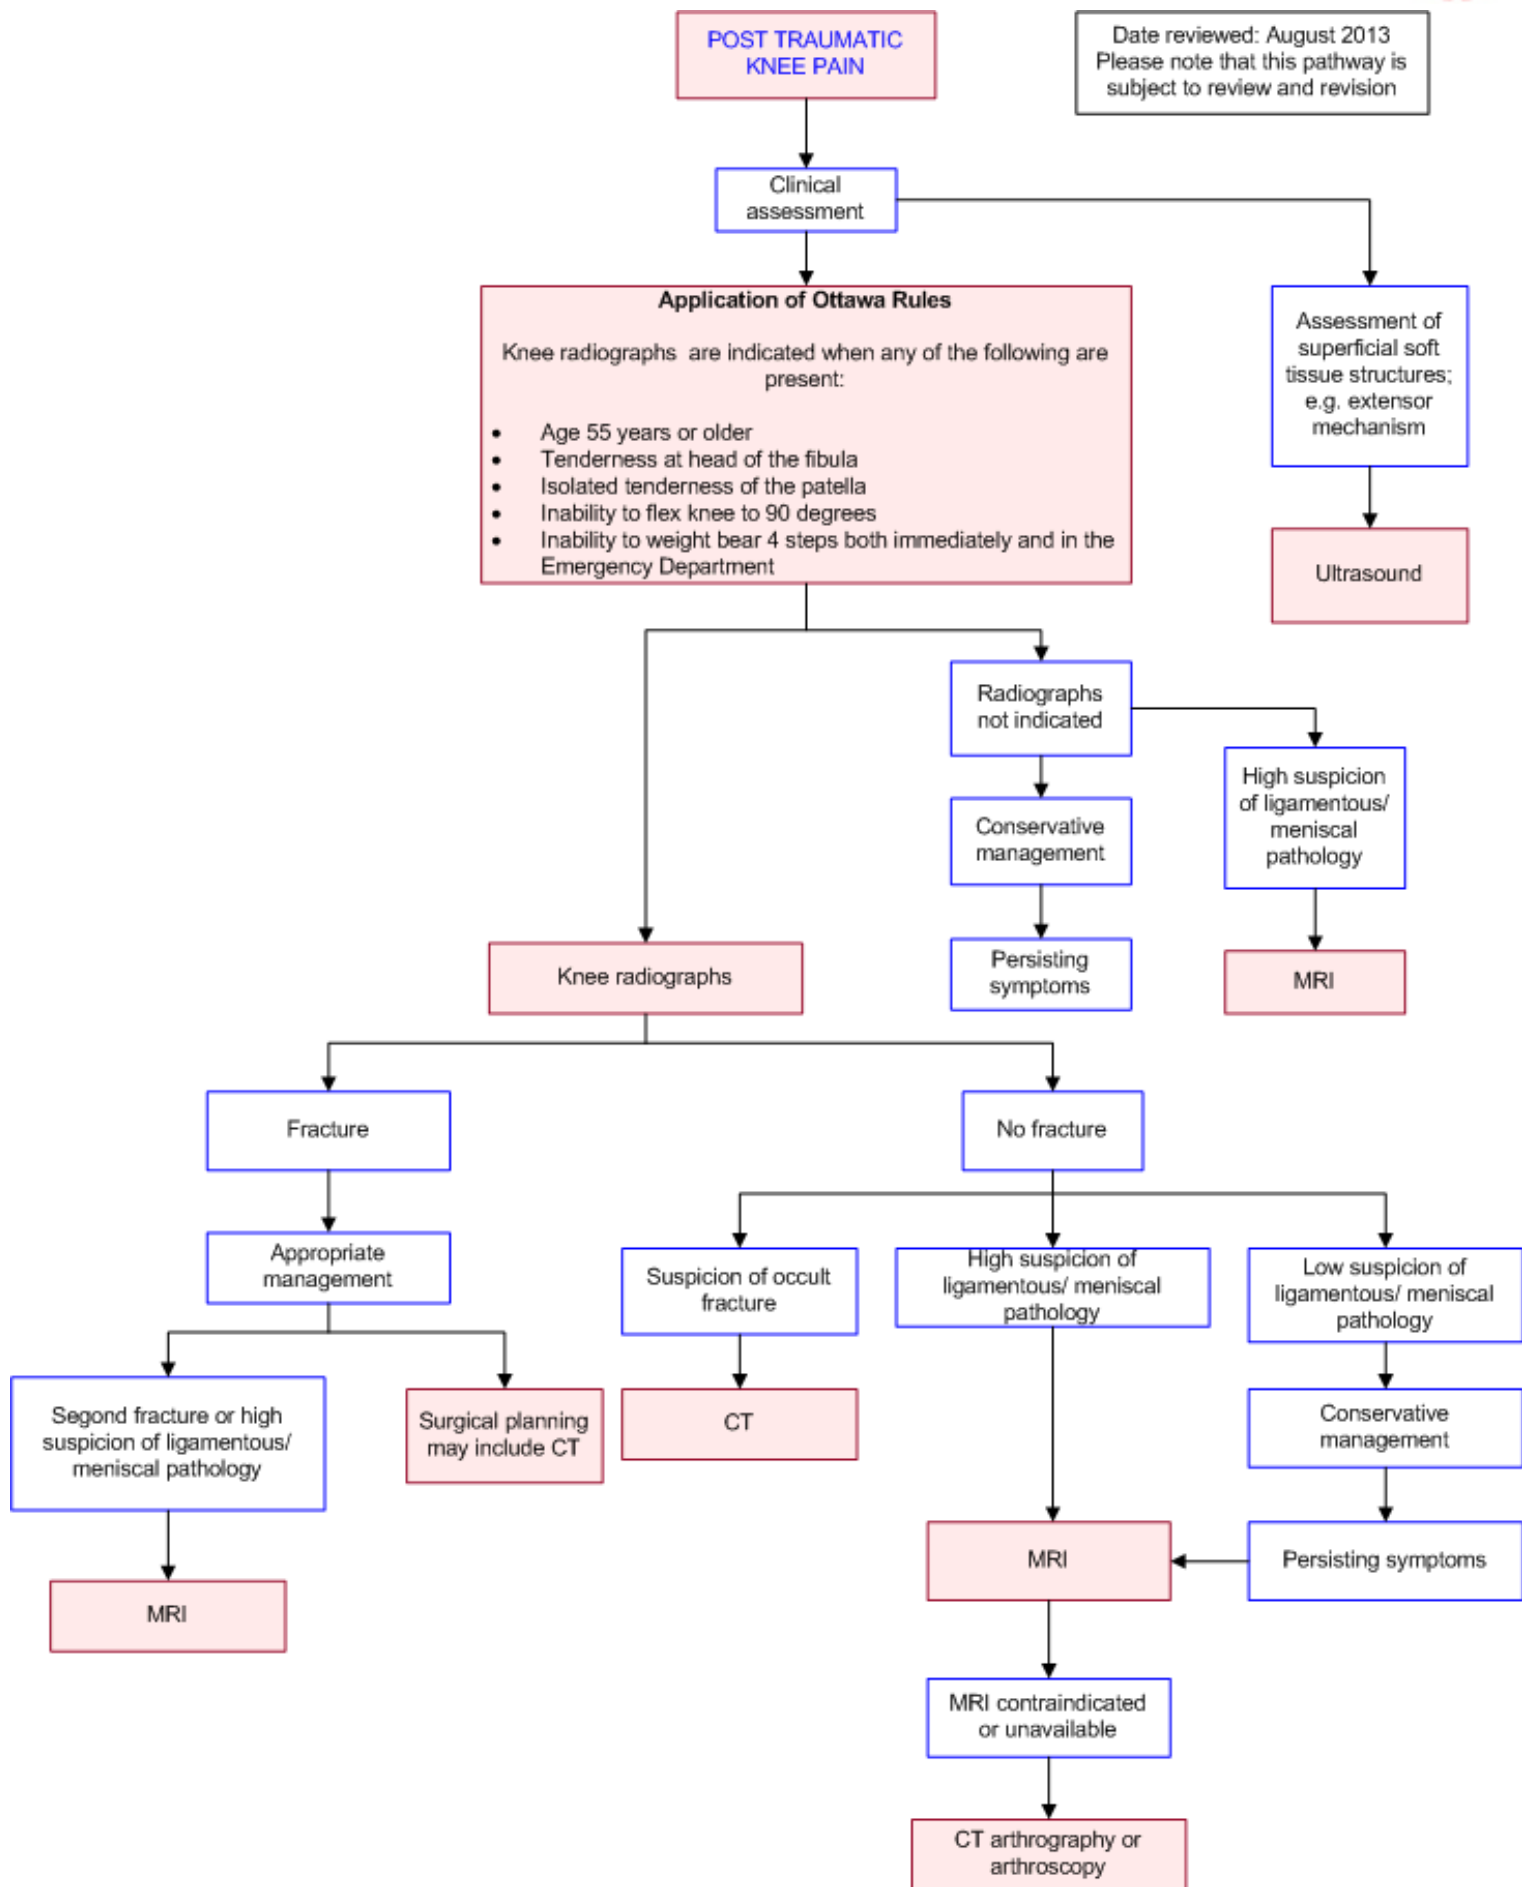 POST TRAUMATIC
KNEE PAIN
Date reviewed: August 2013
Please note that this pathway is
subject to review and revision
Clinical
assessment
Application of Ottawa Rules
Knee radiographs are indicated when any of the following are
present:
• Age 55 years or older
• Tenderness at head of the fibula
• Isolated tenderness of the patella
• Inability to flex knee to 90 degrees
• Inability to weight bear 4 steps both immediately and in the
Emergency Department
Assessment of
superficial soft
tissue structures;
e.g. extensor
mechanism
Ultrasound
Radiographs
not indicated
High suspicion
of ligamentous/
meniscal
pathology
Conservative
management
Persisting
symptoms
MRI
Knee radiographs
Fracture
No fracture
Appropriate
management
Suspicion of occult
fracture
High suspicion of
ligamentous/ meniscal
pathology
Low suspicion of
ligamentous/ meniscal
pathology
Segond fracture or high
suspicion of ligamentous/
meniscal pathology
Surgical planning
may include CT
CT
Conservative
management
MRI
Persisting symptoms
MRI
MRI contraindicated
or unavailable
CT arthrography or
arthroscopy